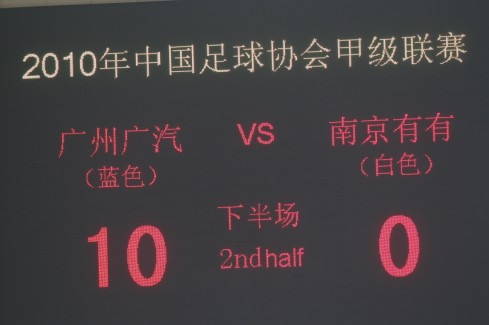 2010年中国足球协会甲级联赛
广州广汽 VS 南京有有
(蓝色) (白色)
下半场
10 2nd half 0